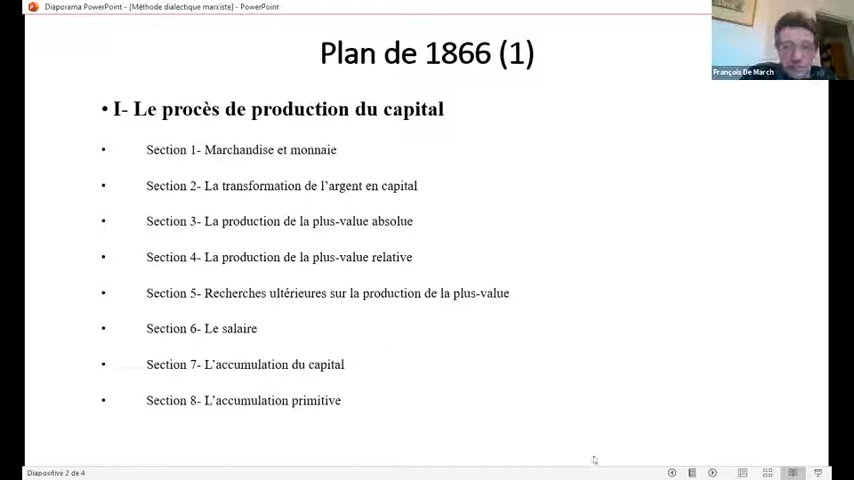 Diaporama PowerPoint - [Méthode dialectique marxiste] - PowerPoint
Plan de 1866 (1)
François De March
• I- Le procès de production du capital
• Section 1- Marchandise et monnaie
• Section 2- La transformation de l'argent en capital
• Section 3- La production de la plus-value absolue
• Section 4- La production de la plus-value relative
• Section 5- Recherches ultérieures sur la production de la plus-value
• Section 6- Le salaire
• Section 7- L'accumulation du capital
• Section 8- L'accumulation primitive
Diapositive 2 de 4